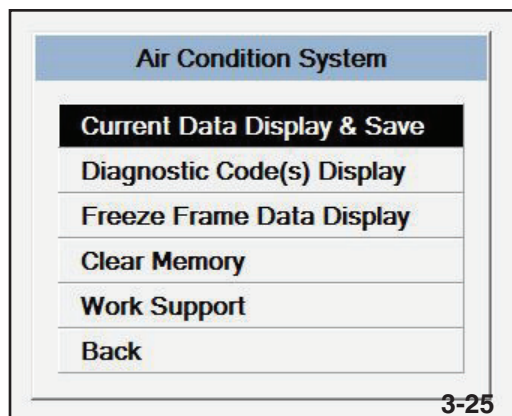 Air Condition System
Current Data Display & Save
Diagnostic Code(s) Display
Freeze Frame Data Display
Clear Memory
Work Support
Back
3-25